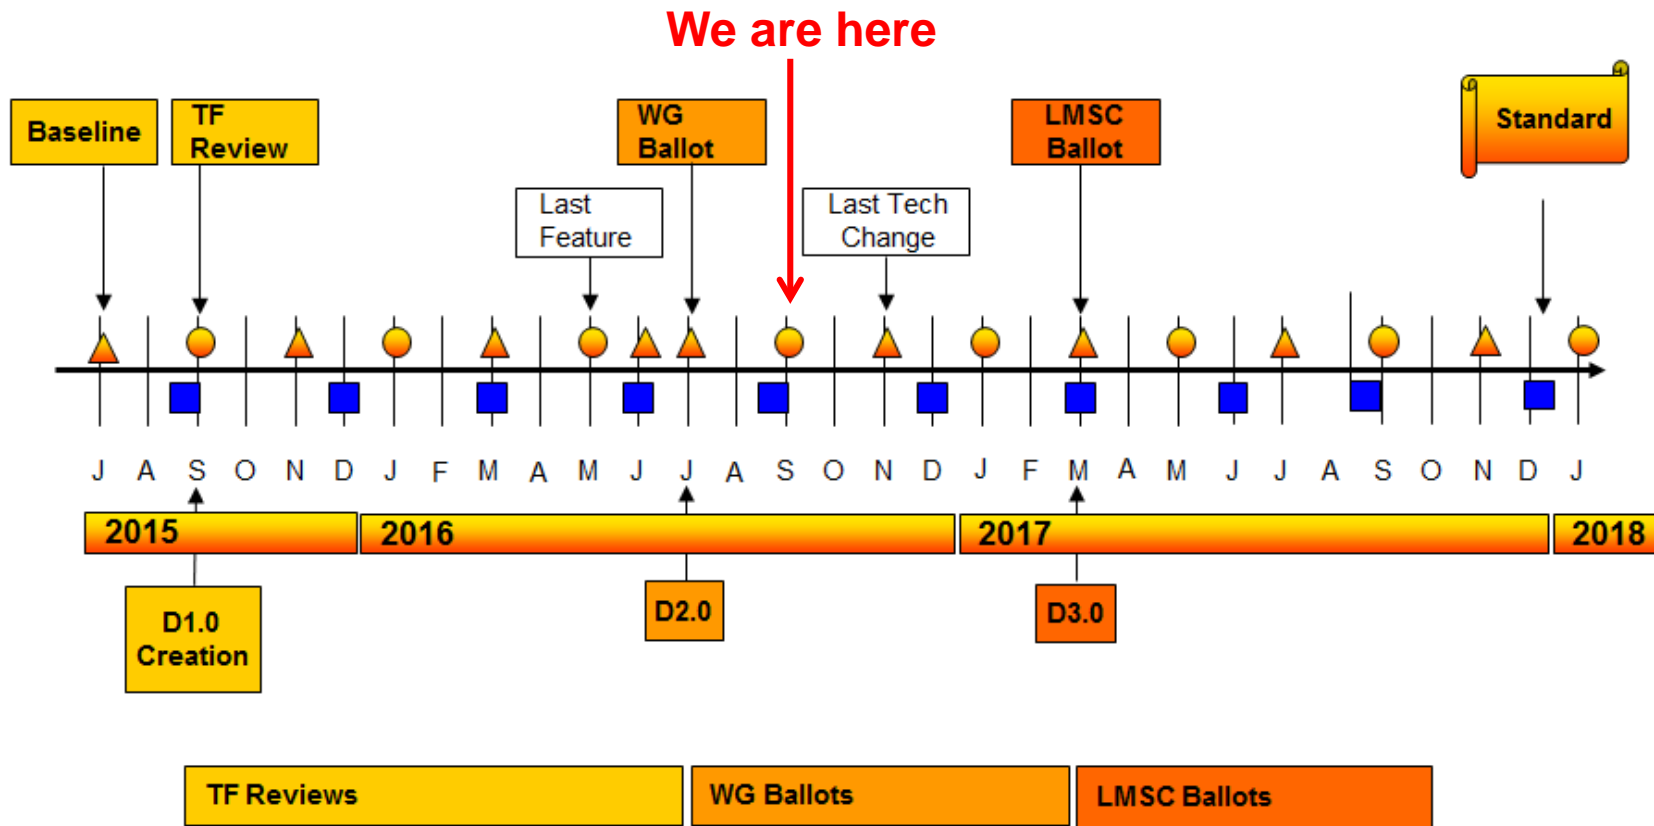 We are here
Baseline
TF
Review
WG
Ballot
LMSC
Ballot
Standard
Last
Feature
Last Tech
Change
J A S O N D J F M A M J J A S O N D J F M A M J J A S O N D J
2015 2016 2017 2018
D1.0
Creation
D2.0
D3.0
TF Reviews
WG Ballots
LMSC Ballots